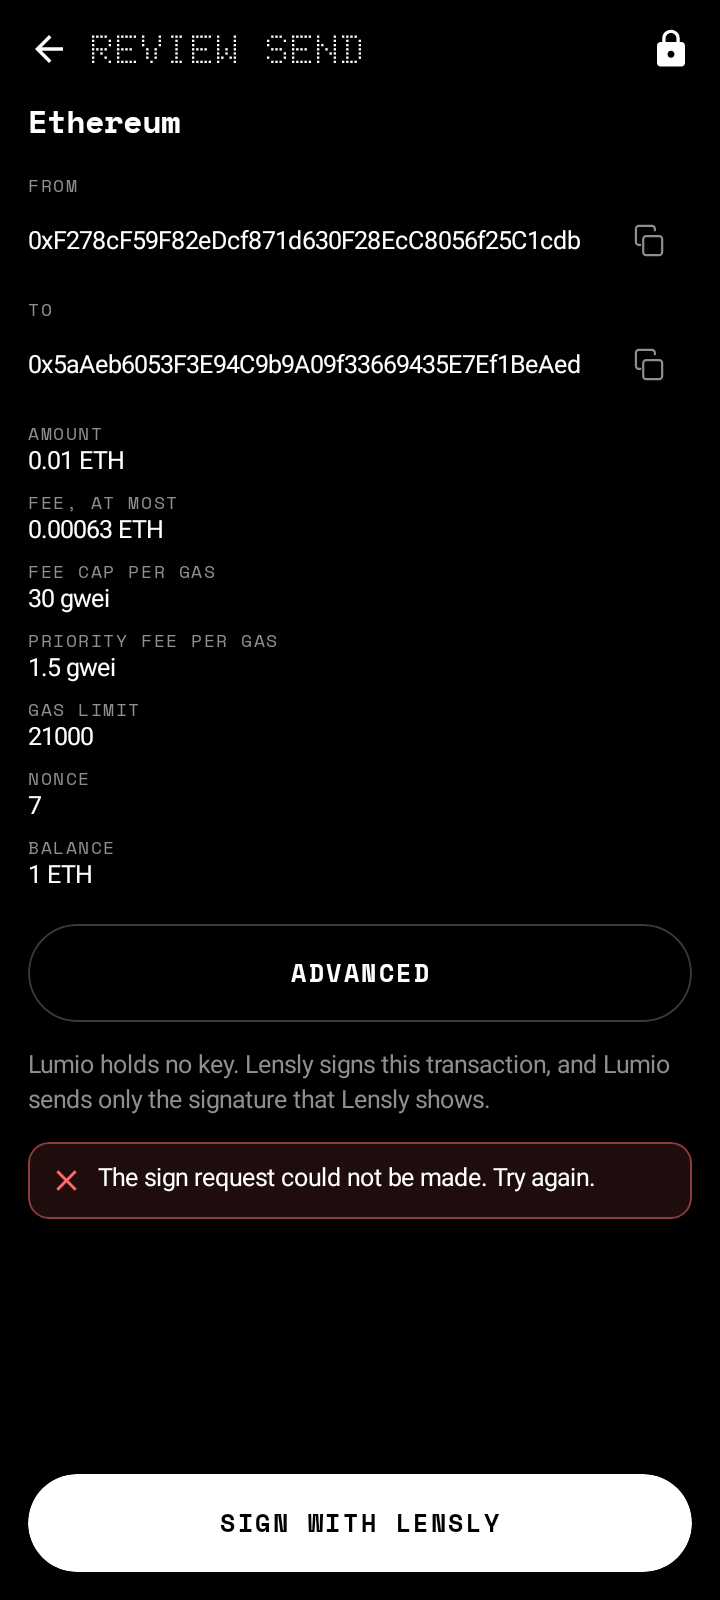 REVIEW SEND
Ethereum
FROM
0xF278cF59F82eDcf871d630F28EcC8056f25C1cdb
TO
0x5aAeb6053F3E94C9b9A09f33669435E7Ef1BeAed
AMOUNT
0.01 ETH
FEE, AT MOST
0.00063 ETH
FEE CAP PER GAS
30 gwei
PRIORITY FEE PER GAS
1.5 gwei
GAS LIMIT
21000
NONCE
7
BALANCE
1 ETH
ADVANCED
Lumio holds no key. Lensly signs this transaction, and Lumio
sends only the signature that Lensly shows.
The sign request could not be made. Try again.
SIGN WITH LENSLY